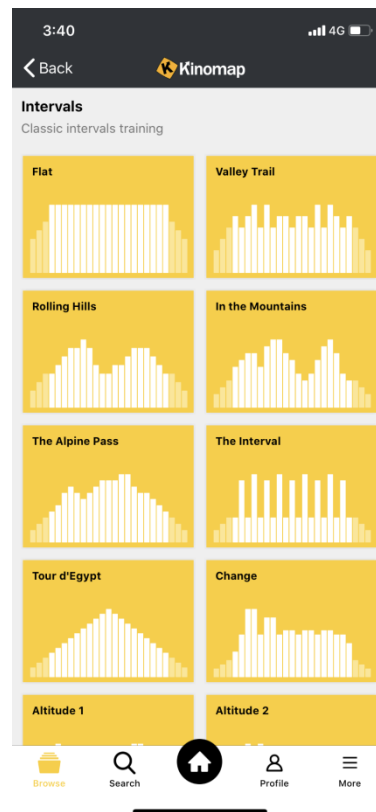 3:40 4G
Back Kinomap
Intervals
Classic intervals training
Flat Valley Trail
Rolling Hills In the Mountains
The Alpine Pass The Interval
Tour d'Egypt Change
Altitude 1 Altitude 2
Browse Search Profile More